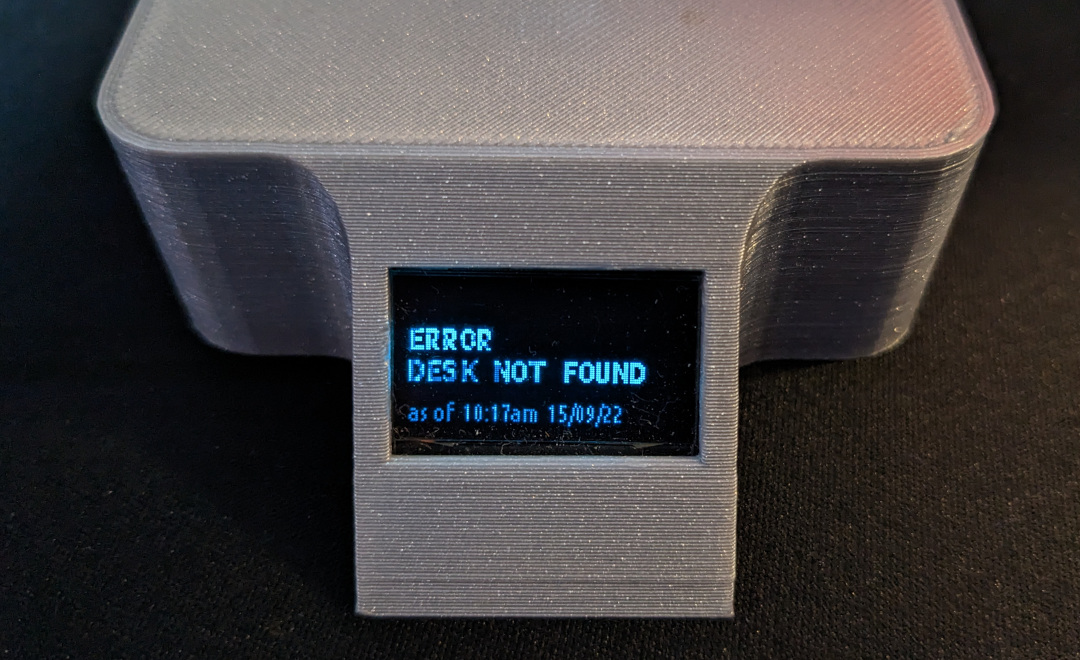 ERROR
DESK NOT FOUND
as of 10:17am 15/09/22